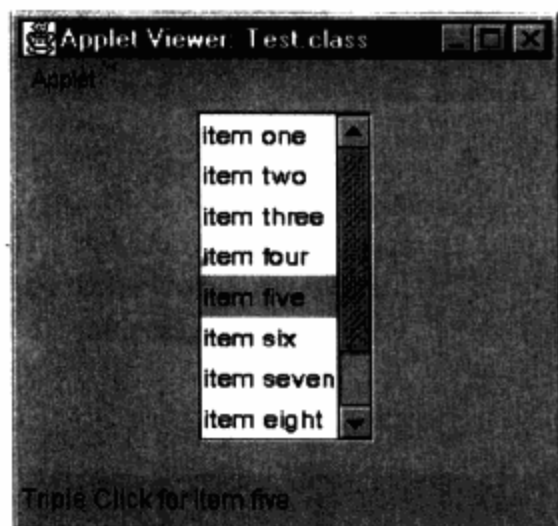 Applet Viewer: Test.class
Applet
item one
item two
item three
item four
item five
item six
item seven
item eight
Triple Click for item five